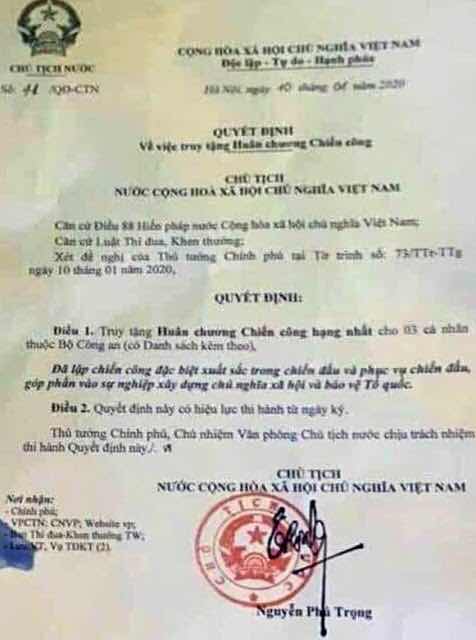 CHỦ TỊCH NƯỚC
Số: 41 /QĐ-CTN
CỘNG HÒA XÃ HỘI CHỦ NGHĨA VIỆT NAM
Độc lập - Tự do - Hạnh phúc
Hà Nội, ngày 10 tháng 01 năm 2020
QUYẾT ĐỊNH
Về việc truy tặng Huân chương Chiến công
CHỦ TỊCH
NƯỚC CỘNG HOÀ XÃ HỘI CHỦ NGHĨA VIỆT NAM
Căn cứ Điều 88 Hiến pháp nước Cộng hòa xã hội chủ nghĩa Việt Nam;
Căn cứ Luật Thi đua, Khen thưởng;
Xét đề nghị của Thủ tướng Chính phủ tại Tờ trình số: 73/TTr-TTg
ngày 10 tháng 01 năm 2020,
QUYẾT ĐỊNH:
Điều 1. Truy tặng Huân chương Chiến công hạng nhất cho 03 cá nhân
thuộc Bộ Công an (có Danh sách kèm theo),
Đã lập chiến công đặc biệt xuất sắc trong chiến đấu và phục vụ chiến đấu,
góp phần vào sự nghiệp xây dựng chủ nghĩa xã hội và bảo vệ Tổ quốc.
Điều 2. Quyết định này có hiệu lực thi hành từ ngày ký.
Thủ tướng Chính phủ, Chủ nhiệm Văn phòng Chủ tịch nước chịu trách nhiệm
thi hành Quyết định này./.
CHỦ TỊCH
NƯỚC CỘNG HÒA XÃ HỘI CHỦ NGHĨA VIỆT NAM
Nơi nhận:
- Chính phủ;
- VPCTN: CNVP; Website vp;
- Ban Thi đua-Khen thưởng TW;
- Lưu: VT, Vụ TĐKT (2).
CHỦ TỊCH
Nguyễn Phú Trọng